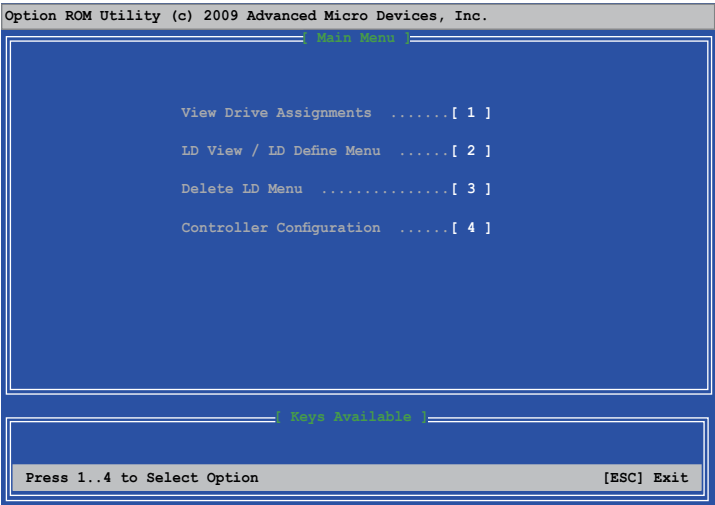 Option ROM Utility (c) 2009 Advanced Micro Devices, Inc.
[ Main Menu ]
View Drive Assignments .......[ 1 ]
LD View / LD Define Menu ......[ 2 ]
Delete LD Menu ...............[ 3 ]
Controller Configuration ......[ 4 ]
[ Keys Available ]
Press 1..4 to Select Option [ESC] Exit